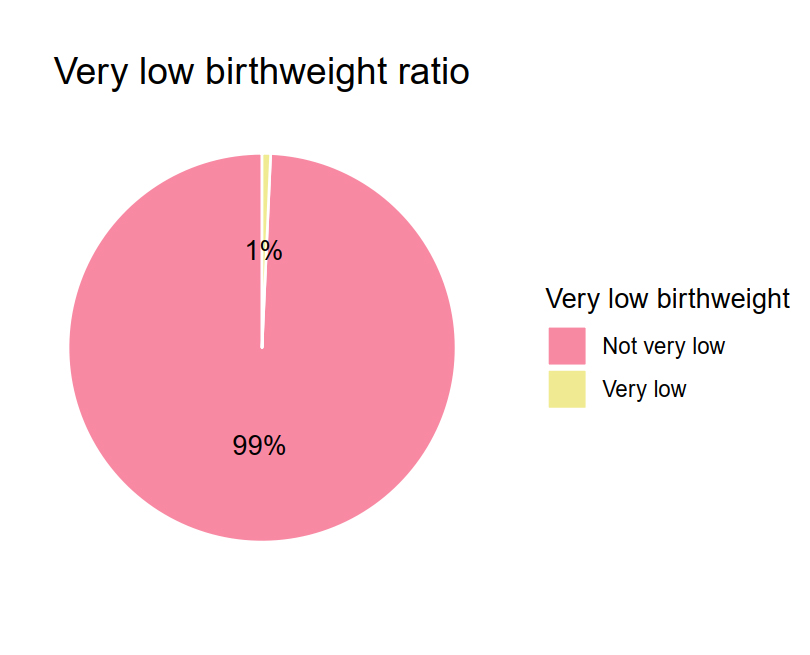 Very low birthweight ratio
1%
99%
Very low birthweight
Not very low
Very low